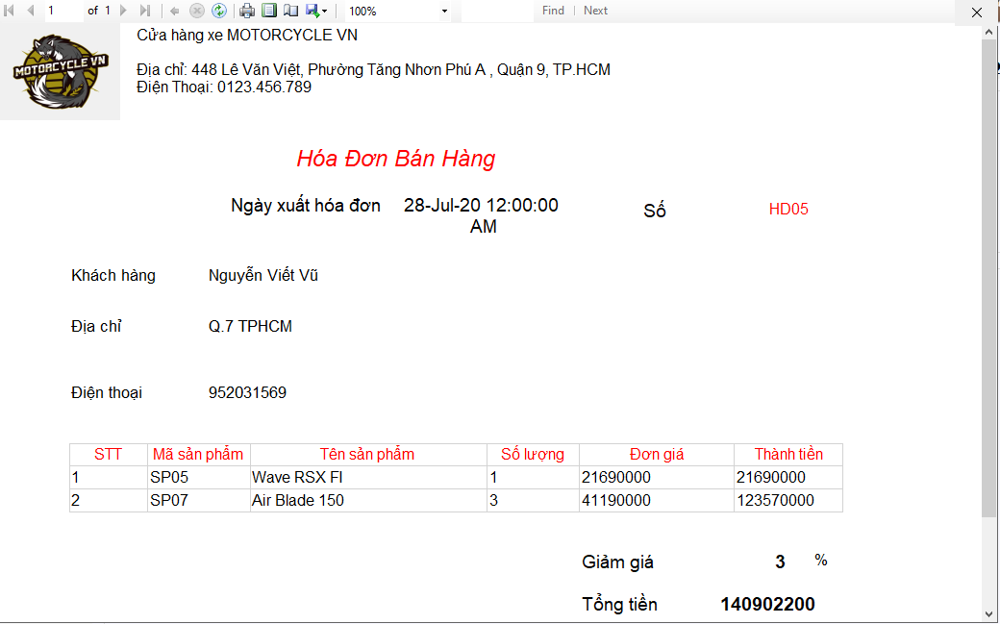 1 of 1 100% Find Next
MOTORCYCLE VN
Cửa hàng xe MOTORCYCLE VN
Địa chỉ: 448 Lê Văn Việt, Phường Tăng Nhơn Phú A , Quận 9, TP.HCM
Điện Thoại: 0123.456.789
Hóa Đơn Bán Hàng
Ngày xuất hóa đơn 28-Jul-20 12:00:00 Số HD05
AM
Khách hàng Nguyễn Viết Vũ
Địa chỉ Q.7 TPHCM
Điện thoại 952031569
STT Mã sản phẩm Tên sản phẩm Số lượng Đơn giá Thành tiền
1 SP05 Wave RSX FI 1 21690000 21690000
2 SP07 Air Blade 150 3 41190000 123570000
Giảm giá 3 %
Tổng tiền 140902200